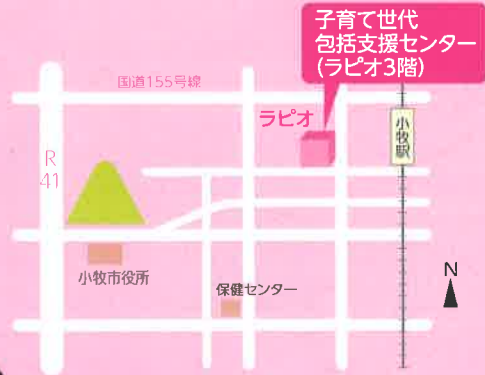 子育て世代
包括支援センター
(ラピオ3階)
国道155号線
ラピオ
小牧駅
R
41
小牧市役所
保健センター
N